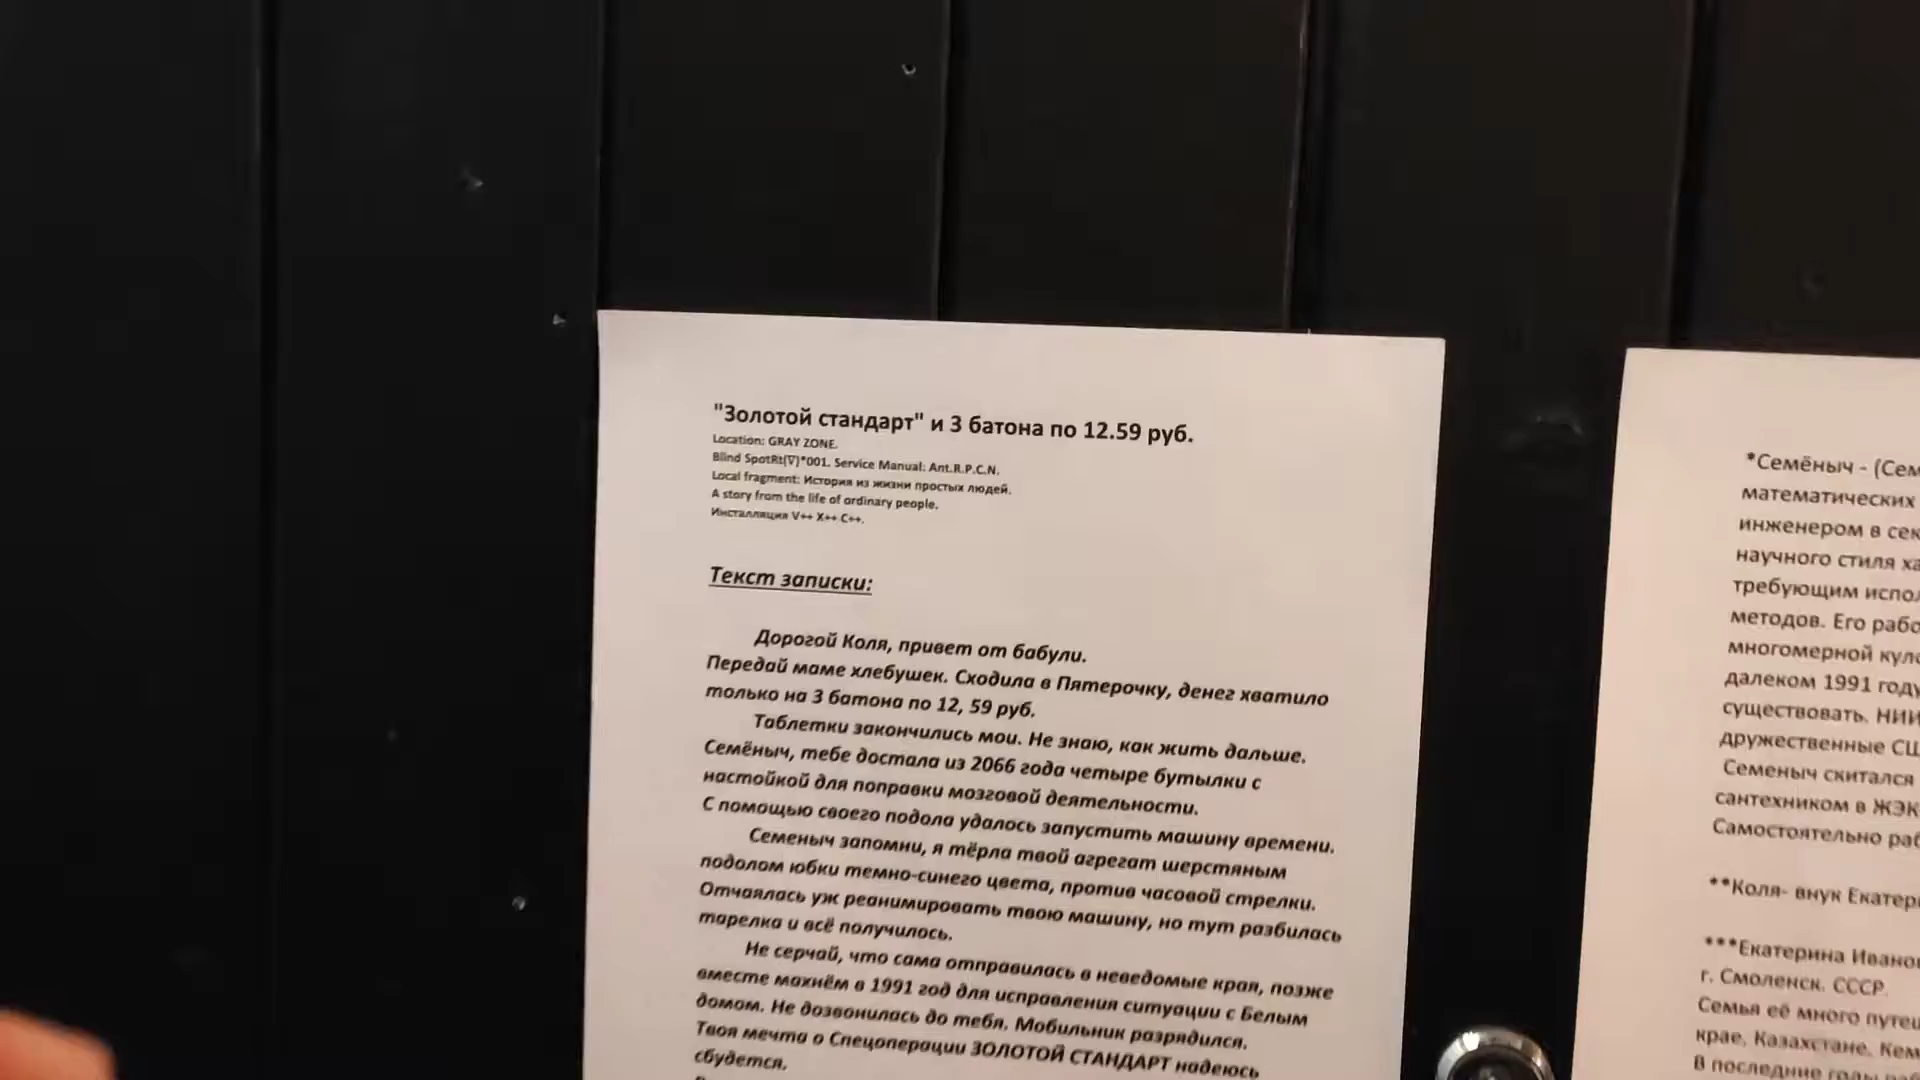 "Золотой стандарт" и 3 батона по 12.59 руб.
Location: GRAY ZONE.
Blind SpotRt(∇)*001. Service Manual: Ant.R.P.C.N.
Local fragment: История из жизни простых людей.
A story from the life of ordinary people.
Инсталляция V++ X++ C++.
Текст записки:
Дорогой Коля, привет от бабули.
Передай маме хлебушек. Сходила в Пятерочку, денег хватило
только на 3 батона по 12, 59 руб.
Таблетки закончились мои. Не знаю, как жить дальше.
Семёныч, тебе достала из 2066 года четыре бутылки с
настойкой для поправки мозговой деятельности.
С помощью своего подола удалось запустить машину времени.
Семеныч запомни, я тёрла твой агрегат шерстяным
подолом юбки темно-синего цвета, против часовой стрелки.
Отчаялась уж реанимировать твою машину, но тут разбилась
тарелка и всё получилось.
Не серчай, что сама отправилась в неведомые края, позже
вместе махнём в 1991 год для исправления ситуации с Белым
домом. Не дозвонилась до тебя. Мобильник разрядился.
Твоя мечта о Спецоперации ЗОЛОТОЙ СТАНДАРТ надеюсь
сбудется.
*Семёныч - (Сем
математических
инженером в сек
научного стиля ха
требующим испол
методов. Его рабо
многомерной куло
далеком 1991 году
существовать. НИИ
дружественные СШ
Семеныч скитался
сантехником в ЖЭК
Самостоятельно раб
**Коля- внук Екатери
***Екатерина Иванов
г. Смоленск. СССР.
Семья её много путеш
крае, Казахстане, Кем
В последние годы раб